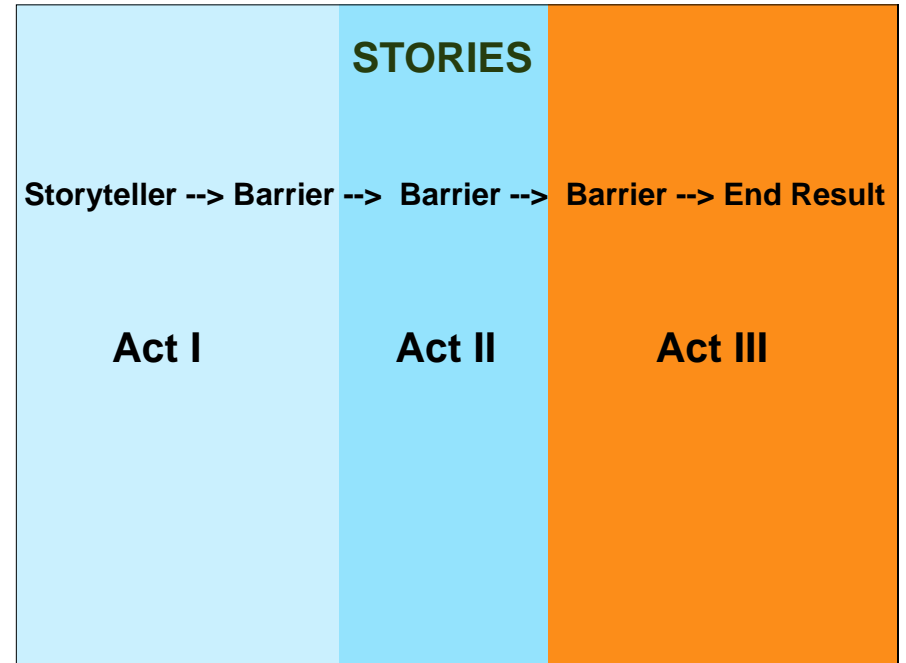 STORIES
Storyteller --> Barrier --> Barrier --> Barrier --> End Result
Act I Act II Act III